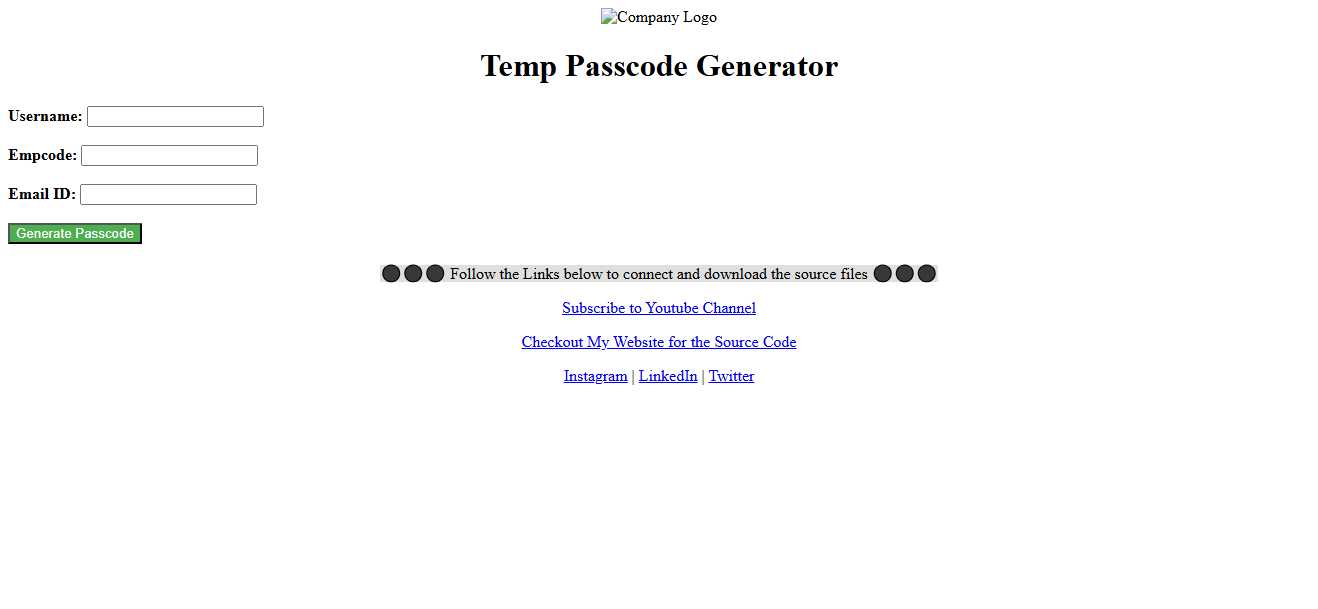 Company Logo
Temp Passcode Generator
Username:
Empcode:
Email ID:
Generate Passcode
Follow the Links below to connect and download the source files
Subscribe to Youtube Channel
Checkout My Website for the Source Code
Instagram | LinkedIn | Twitter